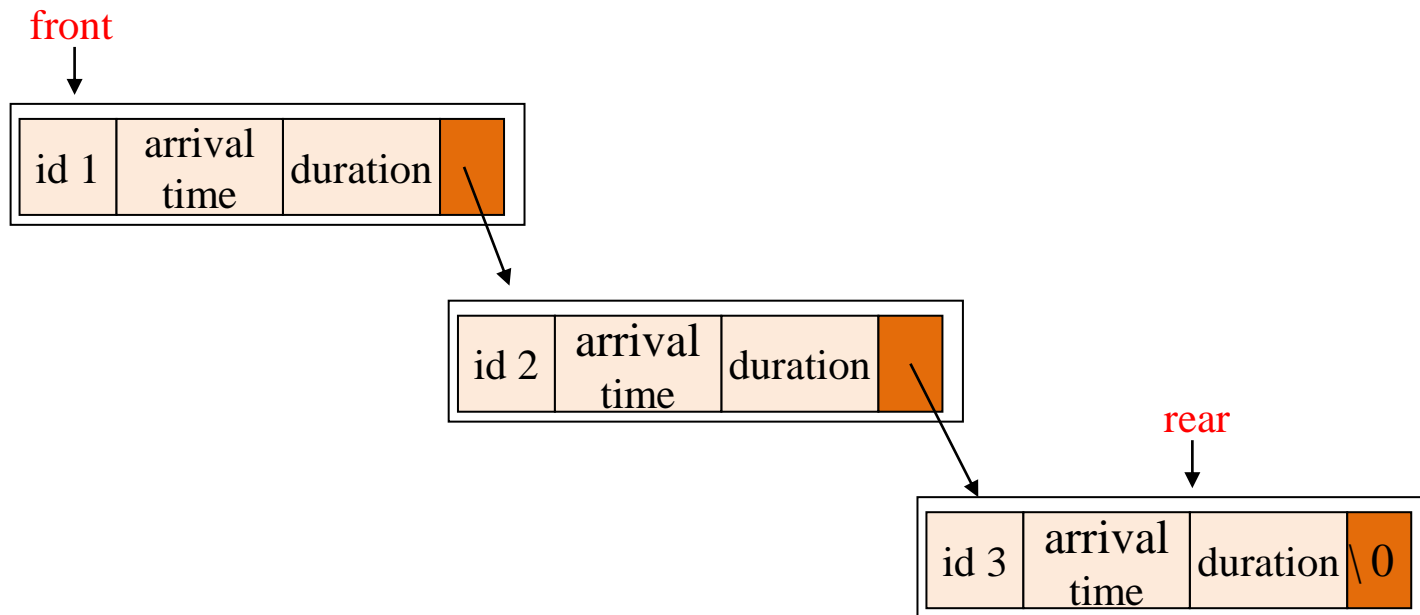 front
id 1
arrival
time
duration
id 2
arrival
time
duration
rear
id 3
arrival
time
duration
\ 0